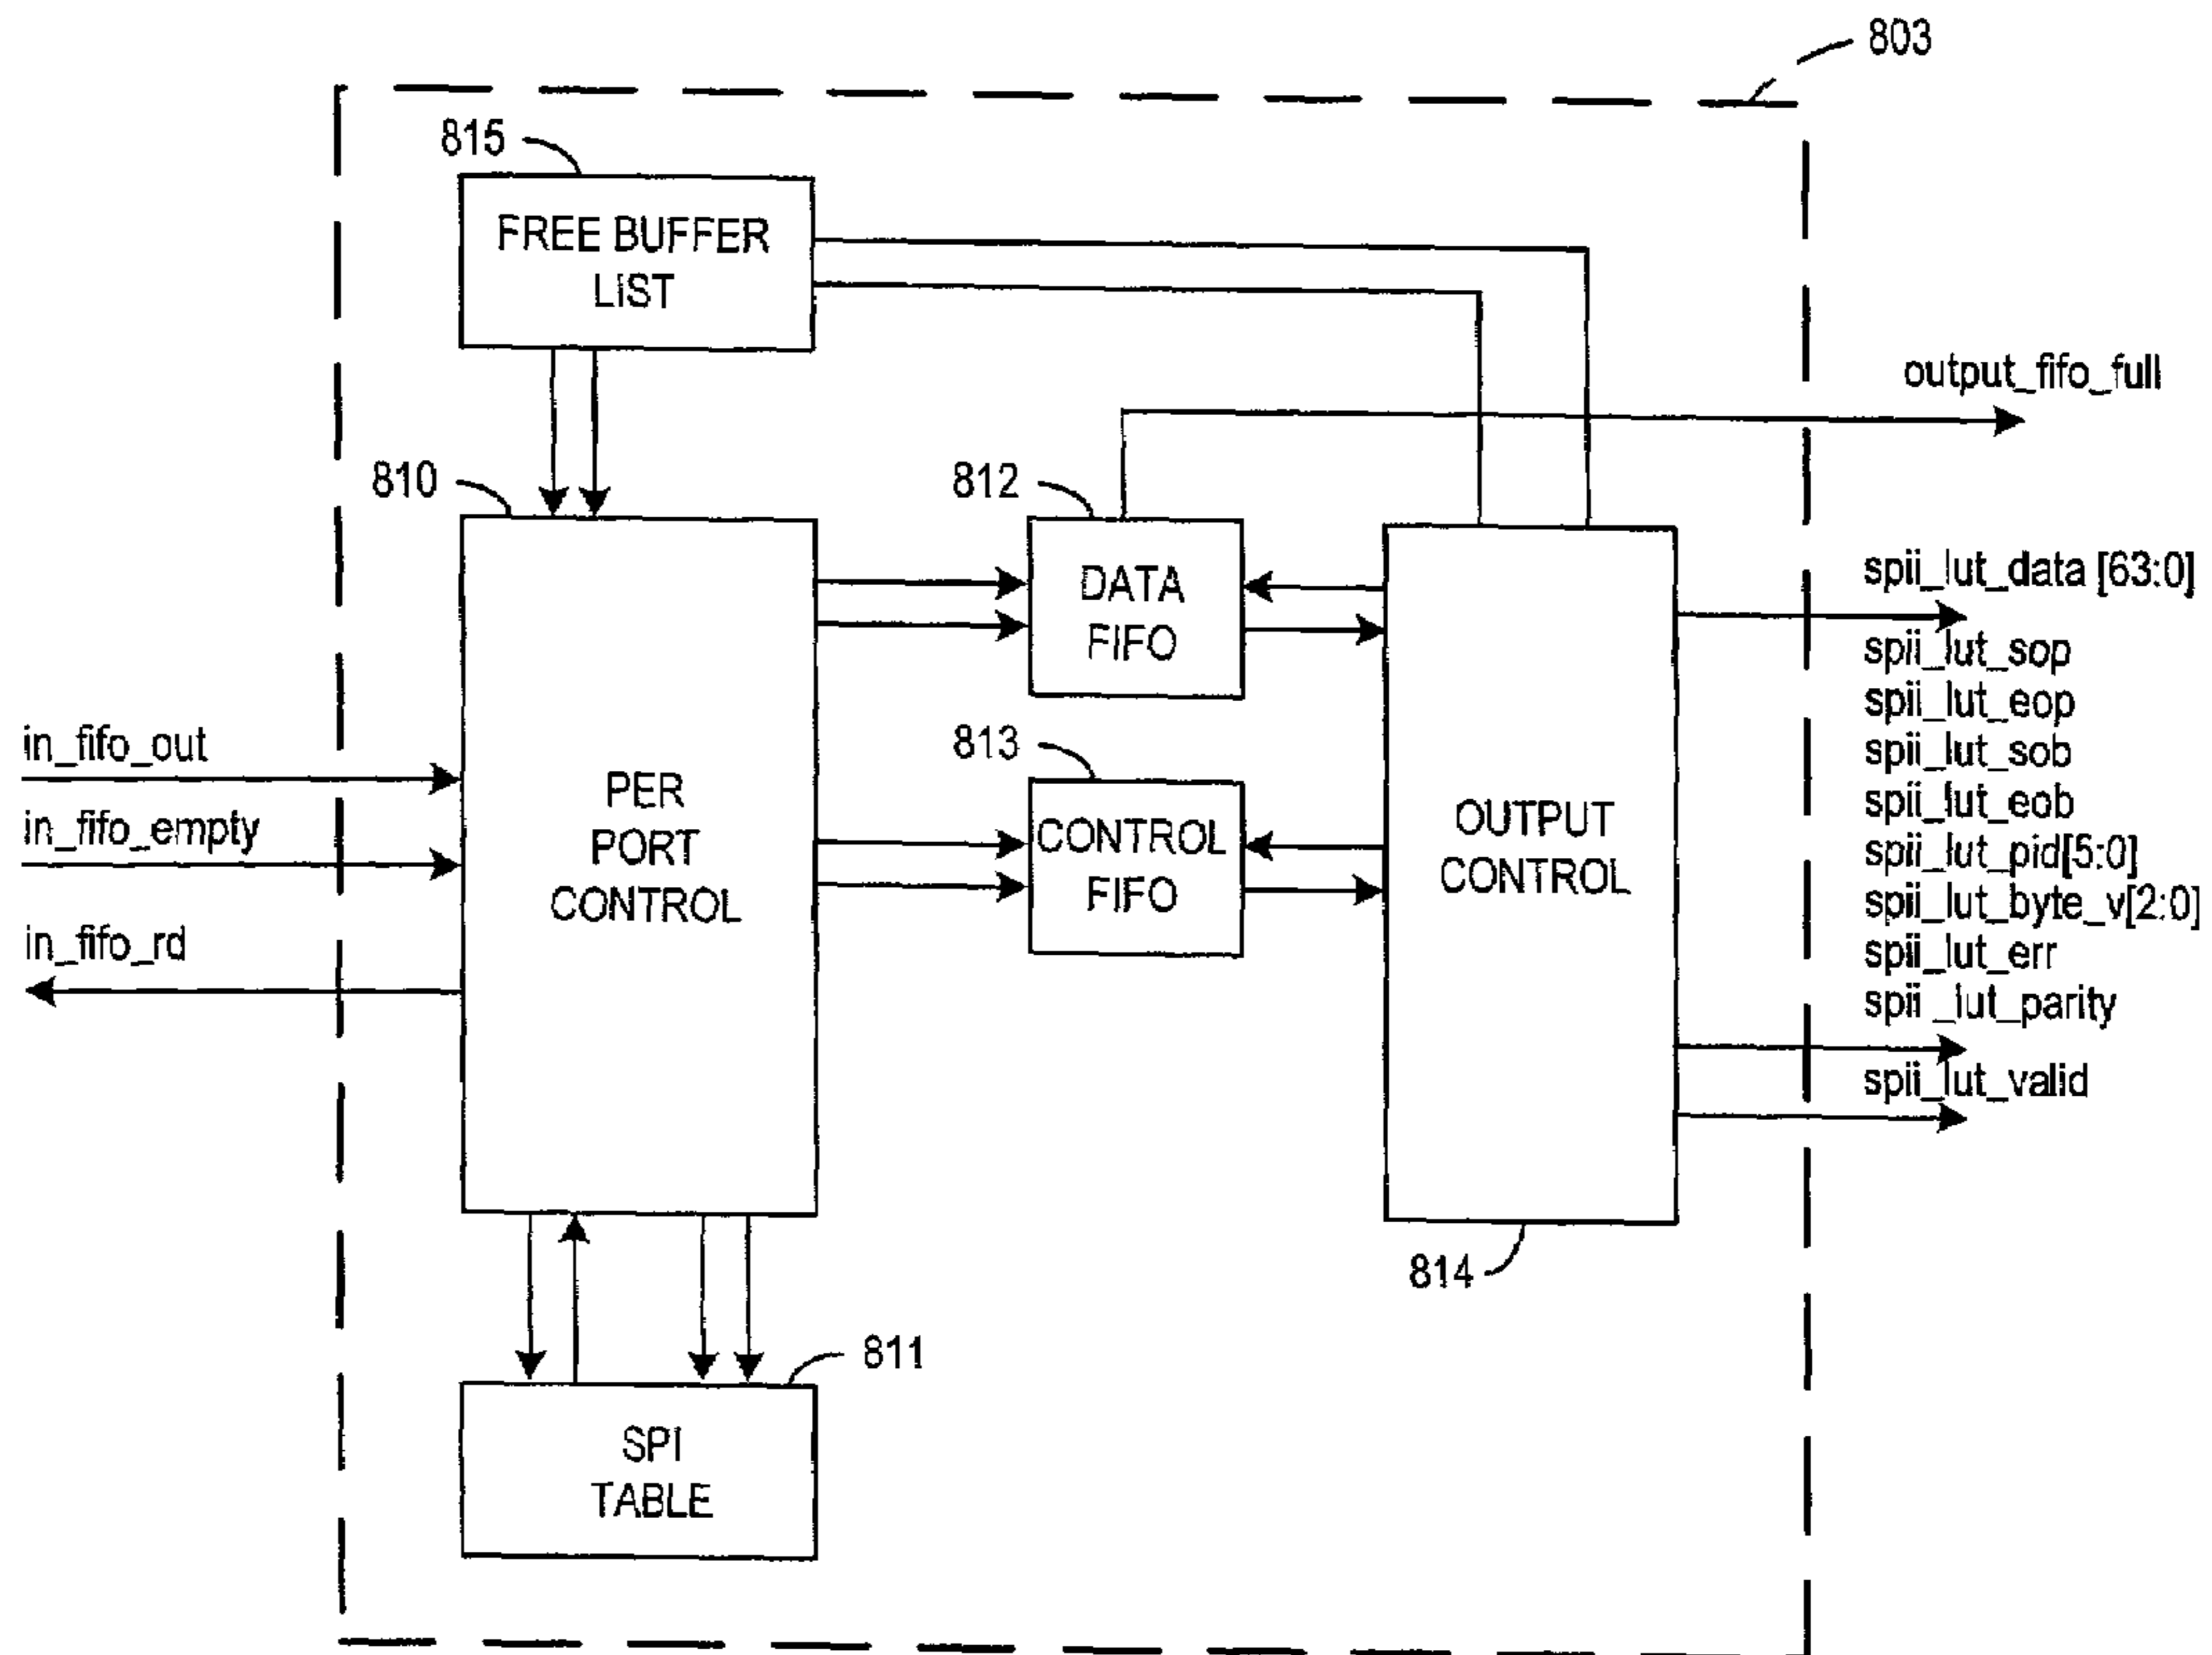 803
815
FREE BUFFER
LIST
output_fifo_full
810
812
DATA
FIFO
spii_lut_data [63:0]
spii_lut_sop
spii_lut_eop
spii_lut_sob
spii_lut_eob
spii_lut_pid[5:0]
spii_lut_byte_v[2:0]
spii_lut_err
spii _lut_parity
spii_lut_valid
in_fifo_out
in_fifo_empty
in_fifo_rd
PER
PORT
CONTROL
813
CONTROL
FIFO
OUTPUT
CONTROL
814
811
SPI
TABLE